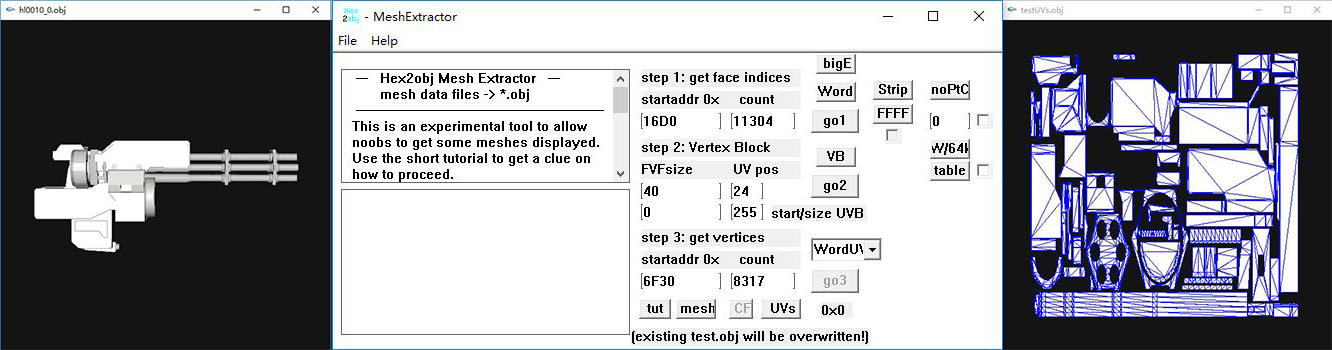 hl0010_0.obj
Hex
2obj
- MeshExtractor
File Help
— Hex2obj Mesh Extractor —
mesh data files -> *.obj
This is an experimental tool to allow
noobs to get some meshes displayed.
Use the short tutorial to get a clue on
how to proceed.
step 1: get face indices
startaddr 0x count
16D0 11304
step 2: Vertex Block
FVFsize UV pos
40 24
0 255 start/size UVB
step 3: get vertices
startaddr 0x count
6F30 8317
tut mesh CF UVs 0x0
(existing test.obj will be overwritten!)
bigE
Word
go1
VB
go2
WordUV
go3
Strip
FFFF
noPtC
0
W/64k
table
testUVs.obj